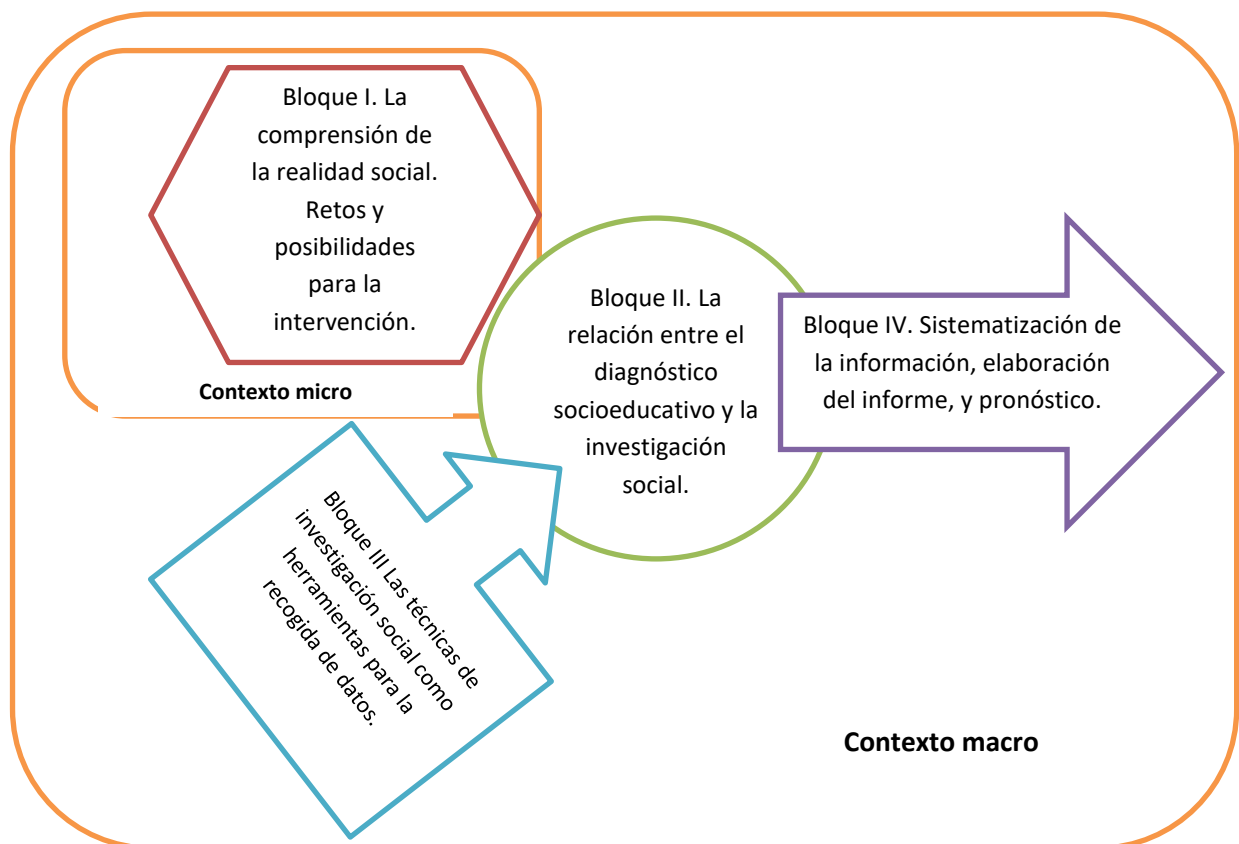 Bloque I. La
comprensión de
la realidad social.
Retos y
posibilidades
para la
intervención.
Contexto micro
Bloque II. La
relación entre el
diagnóstico
socioeducativo y la
investigación
social.
Bloque IV. Sistematización de
la información, elaboración
del informe, y pronóstico.
Bloque III Las técnicas de
investigación social como
herramientas para la
recogida de datos.
Contexto macro